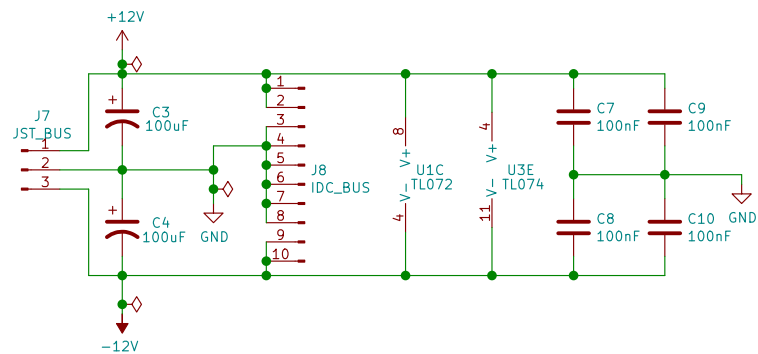 +12V
J7
JST_BUS
1
2
3
+
C3
100uF
+
C4
100uF
GND
-12V
1
2
3
4
5
6
7
8
9
10
J8
IDC_BUS
8
V+
U1C
TL072
V-
4
4
V+
U3E
TL074
V-
11
C7
100nF
C9
100nF
C8
100nF
C10
100nF
GND